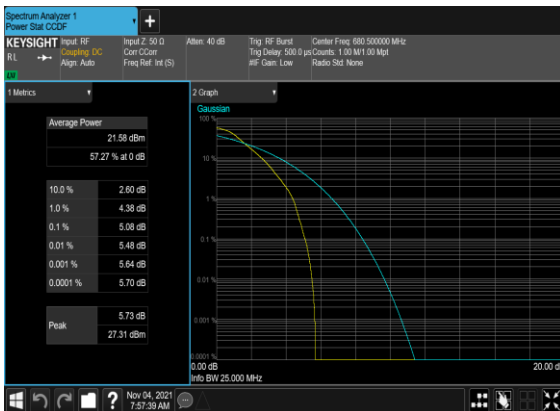 Spectrum Analyzer 1
Power Stat CCDF
KEYSIGHT
RL
LV
Input: RF
Coupling: DC
Align: Auto
Input Z: 50 Ω
Corr CCorr
Freq Ref: Int (S)
Atten: 40 dB
Trig: RF Burst
Trig Delay: 500.0 µs
#IF Gain: Low
Center Freq: 680.500000 MHz
Counts: 1.00 M/1.00 Mpt
Radio Std: None
1 Metrics
Average Power
21.58 dBm
57.27 % at 0 dB
10.0 % 2.60 dB
1.0 % 4.38 dB
0.1 % 5.08 dB
0.01 % 5.48 dB
0.001 % 5.64 dB
0.0001 % 5.70 dB
Peak
5.73 dB
27.31 dBm
2 Graph
Gaussian
100 %
10 %
1 %
0.1 %
0.01 %
0.001 %
0.0001 %
0.00 dB
20.00 d
Info BW 25.000 MHz
Nov 04, 2021
7:57:39 AM